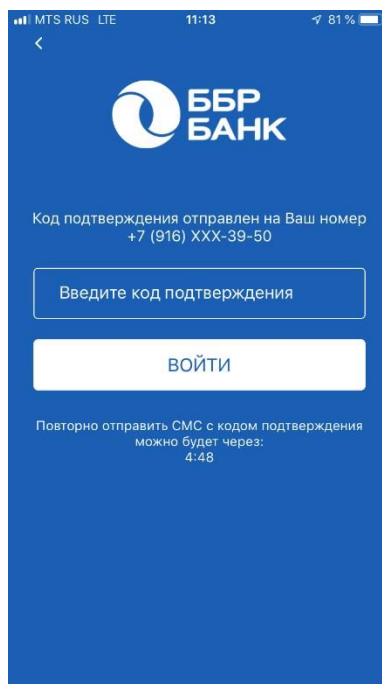 MTS RUS LTE 11:13 81 %
ББР
БАНК
Код подтверждения отправлен на Ваш номер
+7 (916) XXX-39-50
Введите код подтверждения
ВОЙТИ
Повторно отправить СМС с кодом подтверждения
можно будет через:
4:48